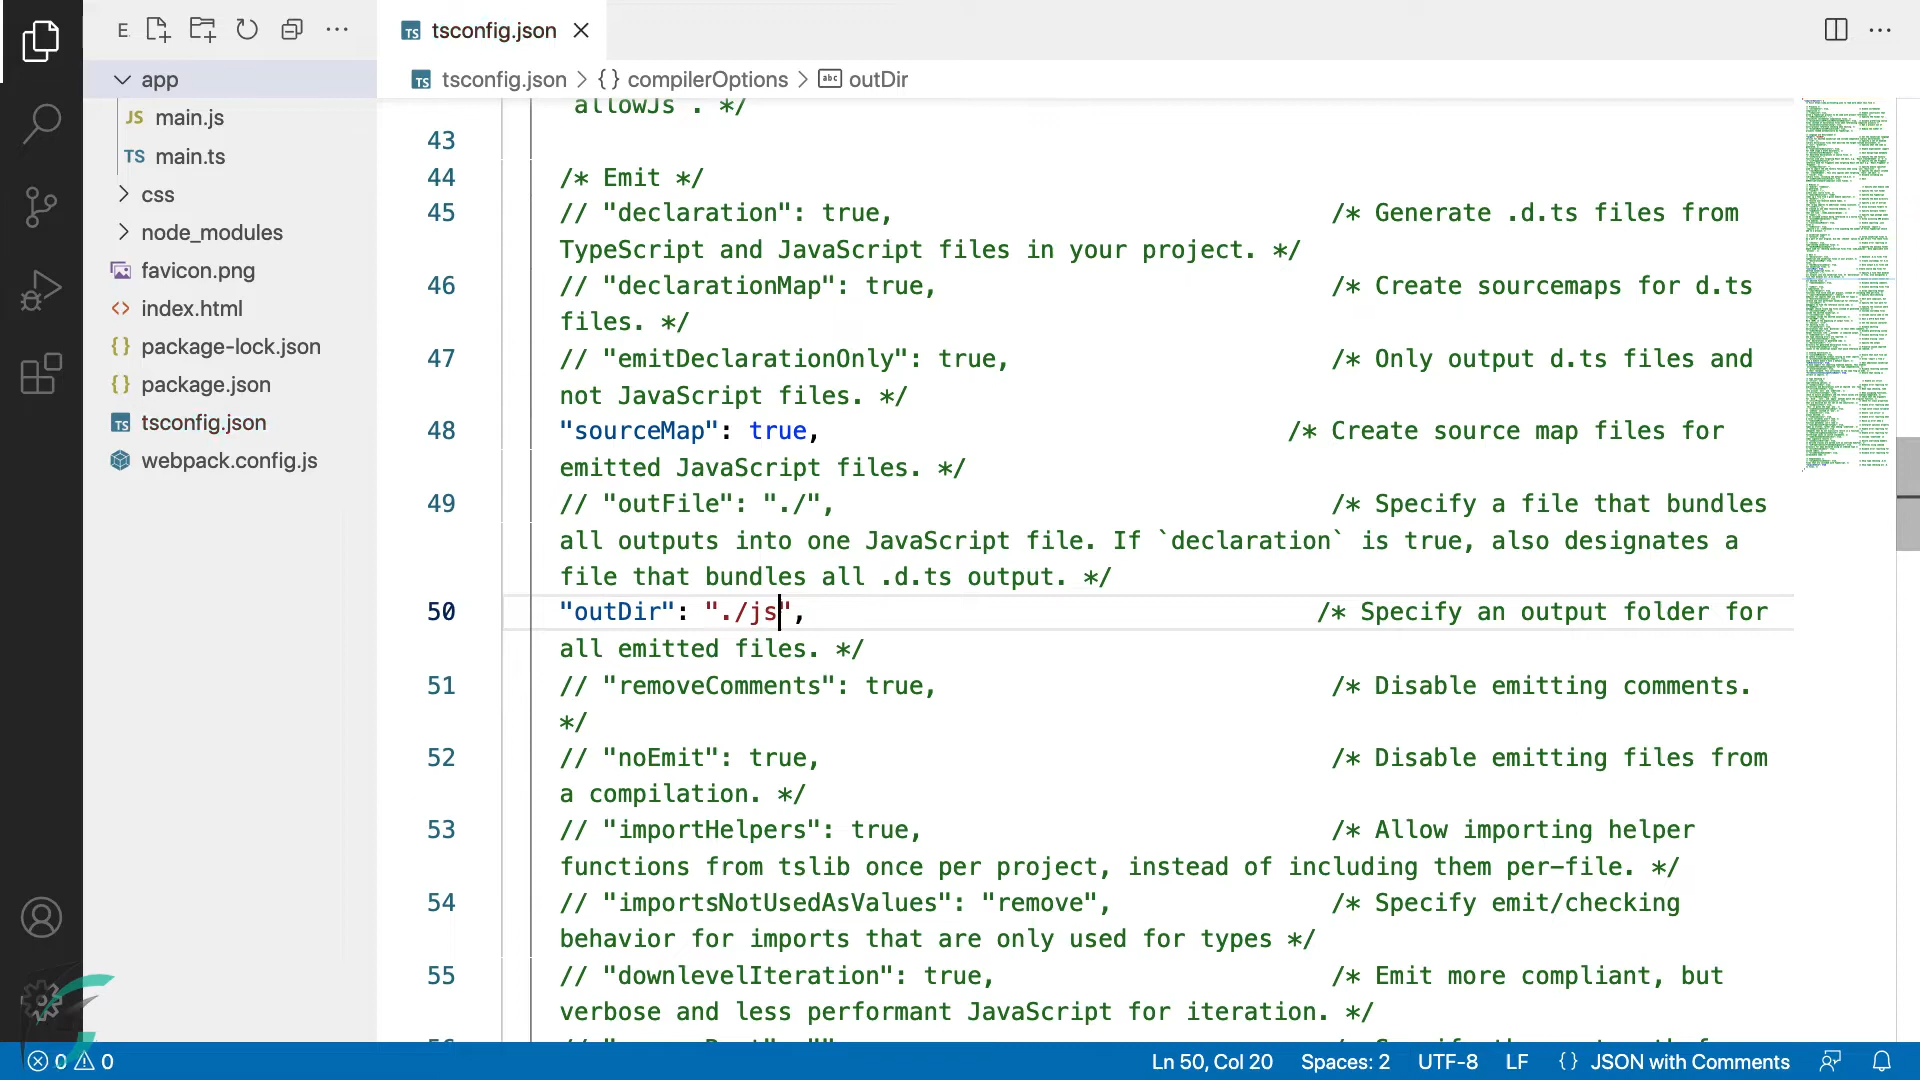 E
TS tsconfig.json
TS tsconfig.json > {} compilerOptions > abc outDir
app
JS main.js
TS main.ts
css
node_modules
favicon.png
<> index.html
{} package-lock.json
{} package.json
TS tsconfig.json
webpack.config.js
allowJs . */
43
44 /* Emit */
45 // "declaration": true, /* Generate .d.ts files from
TypeScript and JavaScript files in your project. */
46 // "declarationMap": true, /* Create sourcemaps for d.ts
files. */
47 // "emitDeclarationOnly": true, /* Only output d.ts files and
not JavaScript files. */
48 "sourceMap": true, /* Create source map files for
emitted JavaScript files. */
49 // "outFile": "./", /* Specify a file that bundles
all outputs into one JavaScript file. If `declaration` is true, also designates a
file that bundles all .d.ts output. */
50 "outDir": "./js", /* Specify an output folder for
all emitted files. */
51 // "removeComments": true, /* Disable emitting comments.
*/
52 // "noEmit": true, /* Disable emitting files from
a compilation. */
53 // "importHelpers": true, /* Allow importing helper
functions from tslib once per project, instead of including them per-file. */
54 // "importsNotUsedAsValues": "remove", /* Specify emit/checking
behavior for imports that are only used for types */
55 // "downlevelIteration": true, /* Emit more compliant, but
verbose and less performant JavaScript for iteration. */
0 0
Ln 50, Col 20 Spaces: 2 UTF-8 LF {} JSON with Comments